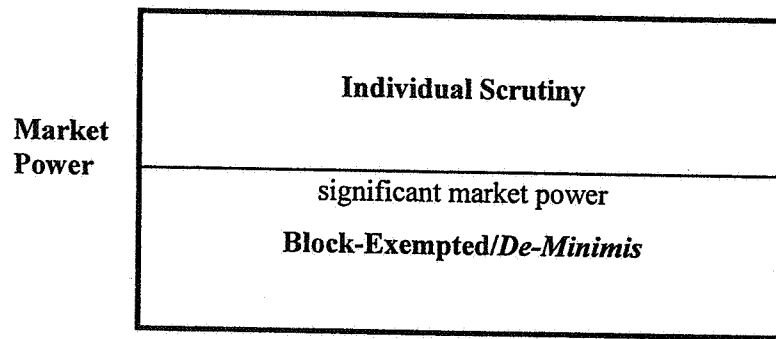 Individual Scrutiny
Market
Power
significant market power
Block-Exempted/De-Minimis